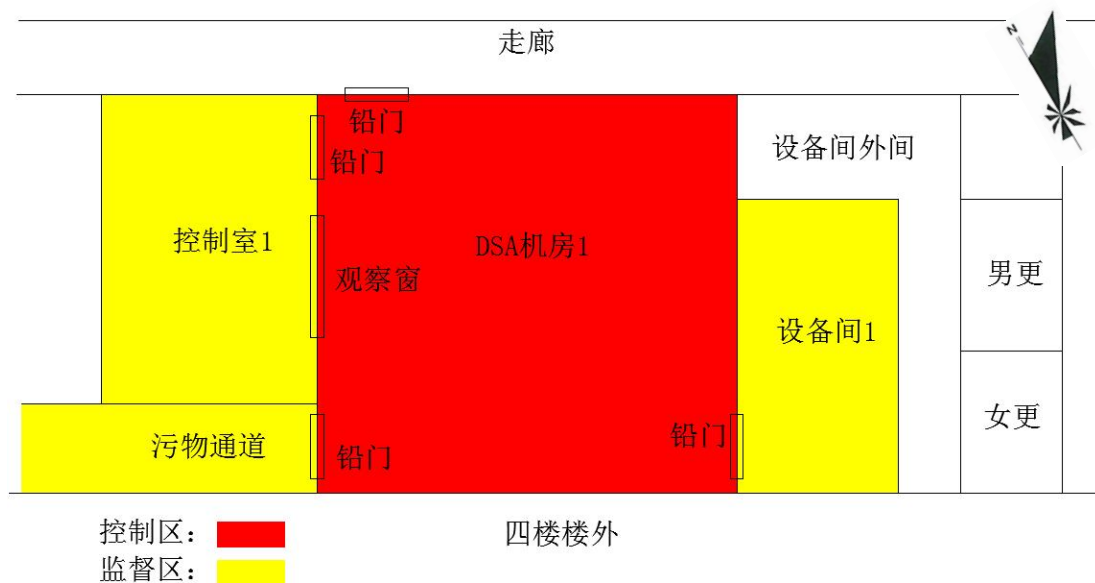 走廊
N
铅门
铅门
设备间外间
控制室1
DSA机房1
观察窗
男更
设备间1
女更
污物通道
铅门
铅门
控制区：
四楼楼外
监督区：